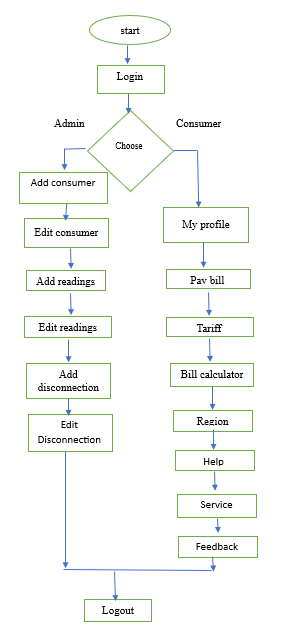 start
Login
Admin
Consumer
Choose
Add consumer
Edit consumer
Add readings
Edit readings
Add
disconnection
Edit
Disconnection
My profile
Pav bill
Tariff
Bill calculator
Region
Help
Service
Feedback
Logout